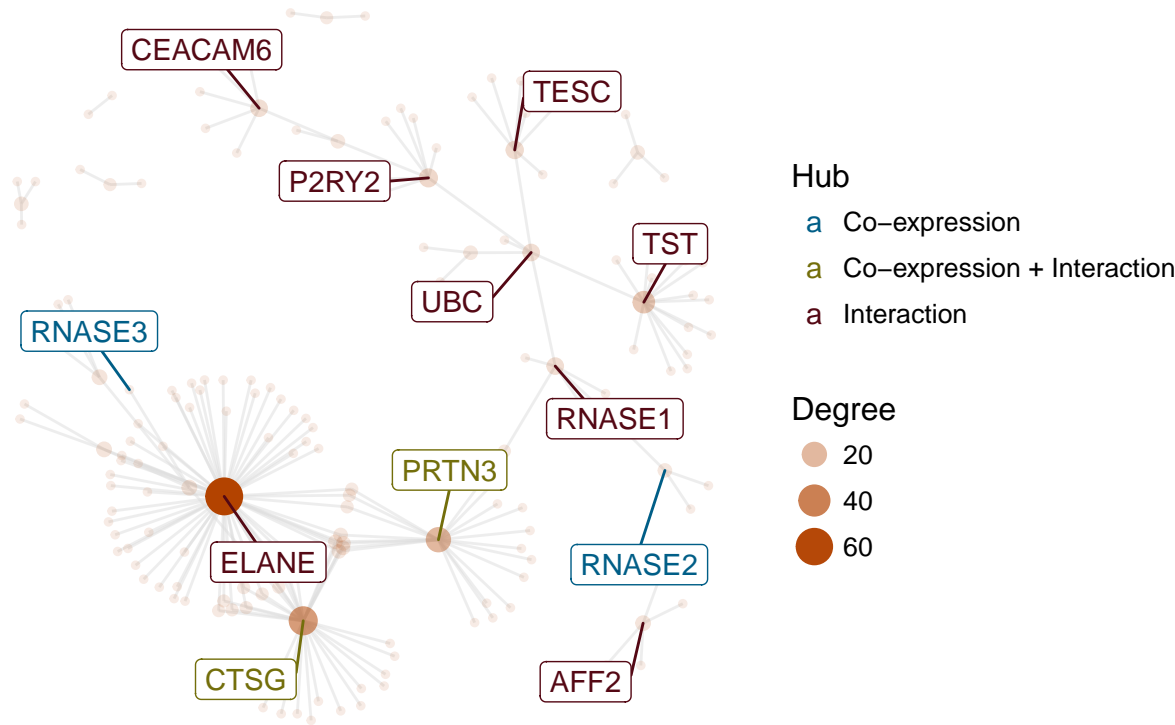 CEACAM6
TESC
P2RY2
TST
UBC
RNASE3
RNASE1
PRTN3
ELANE
RNASE2
CTSG
AFF2
Hub
a Co−expression
a Co−expression + Interaction
a Interaction
Degree
20
40
60